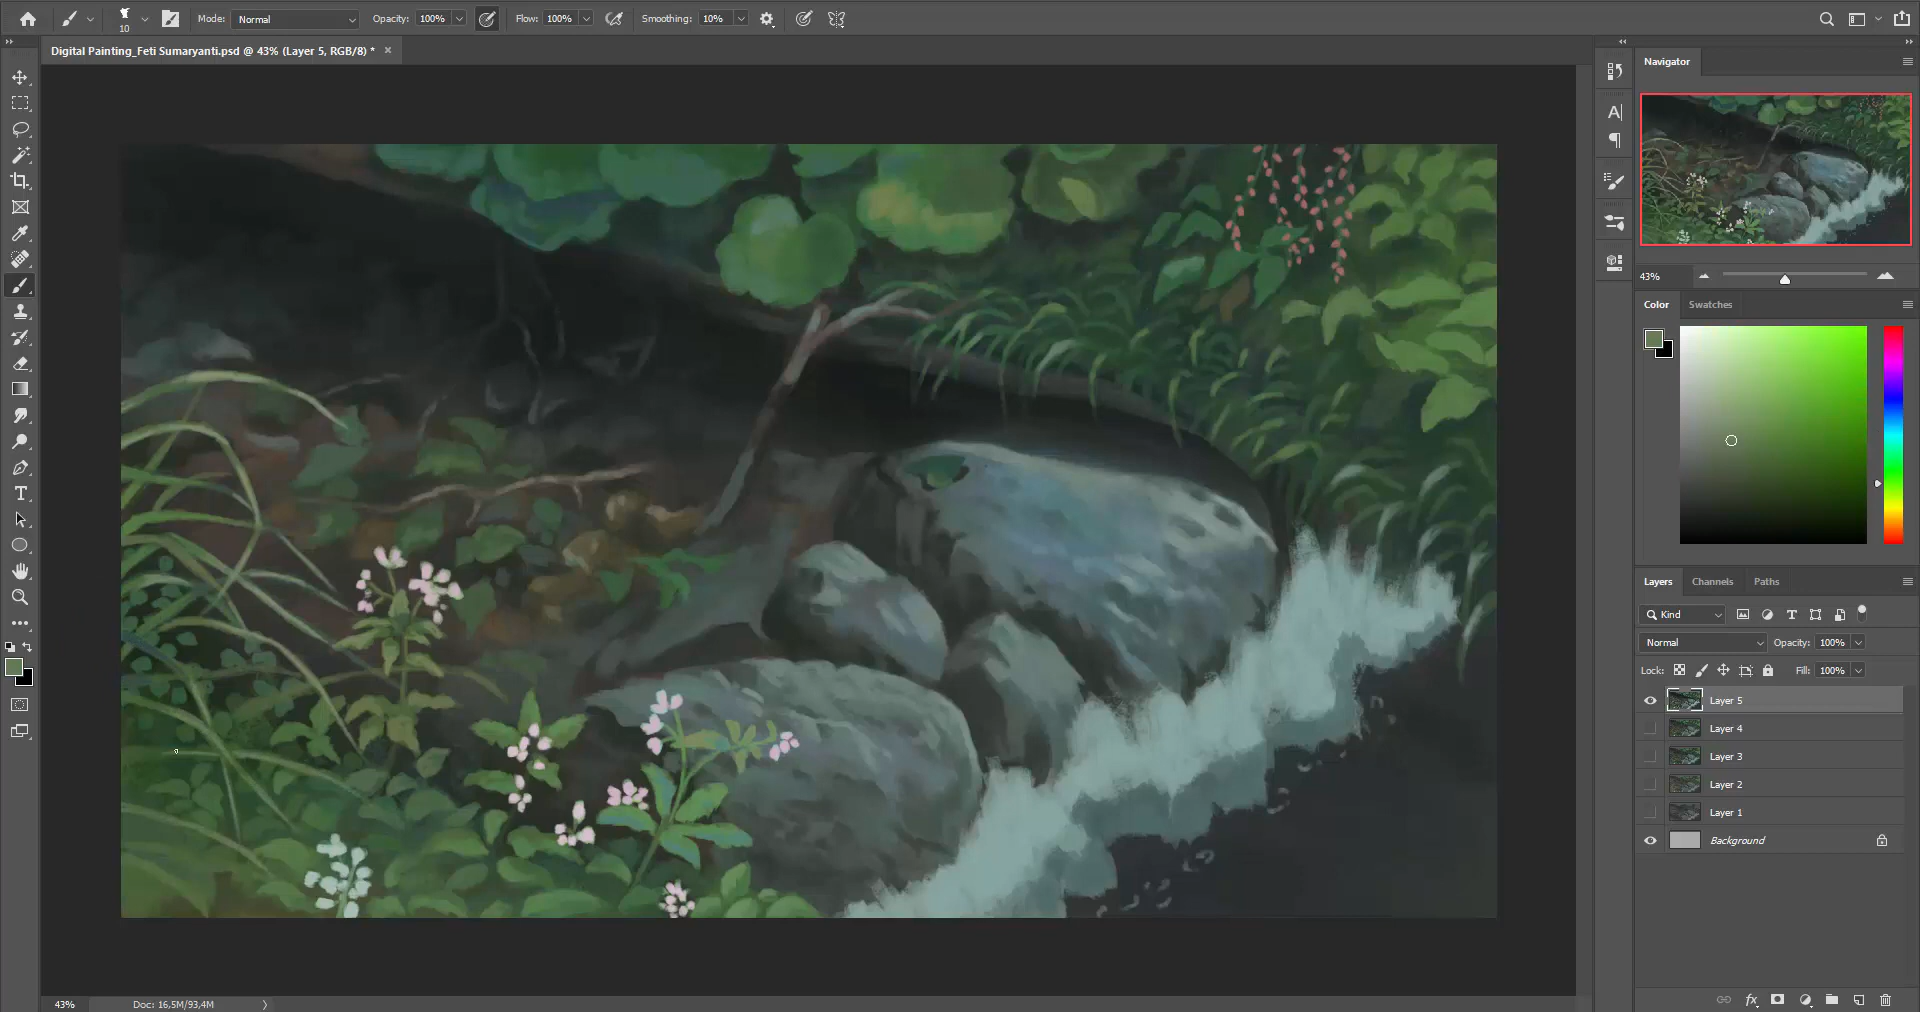 Mode: Normal Opacity: 100% Flow: 100% Smoothing: 10%
10
Digital Painting_Feti Sumaryanti.psd @ 43% (Layer 5, RGB/8) * ×
Navigator
43%
Color Swatches
Layers Channels Paths
Kind
Normal Opacity: 100%
Lock: Fill: 100%
Layer 5
Layer 4
Layer 3
Layer 2
Layer 1
Background
43% Doc: 16,5M/93,4M